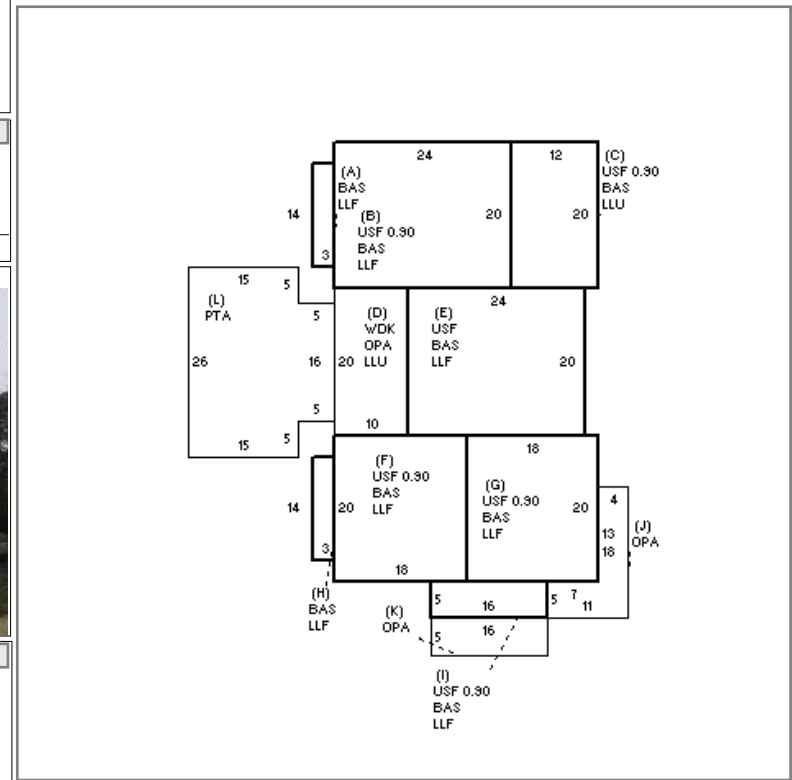 24
12
(C)
USF 0.90
BAS
LLU
(A)
BAS
LLF
14
20
20
(B)
USF 0.90
BAS
LLF
3
15
5
(L)
PTA
5
24
(D)
WDK
OPA
LLU
(E)
USF
BAS
LLF
26
16
20
20
5
10
15
5
18
(F)
USF 0.90
BAS
LLF
(G)
USF 0.90
BAS
LLF
14
20
20
4
13
18
(J)
OPA
3
18
(H)
BAS
LLF
5
16
5
7
11
(K)
OPA
5
16
(I)
USF 0.90
BAS
LLF